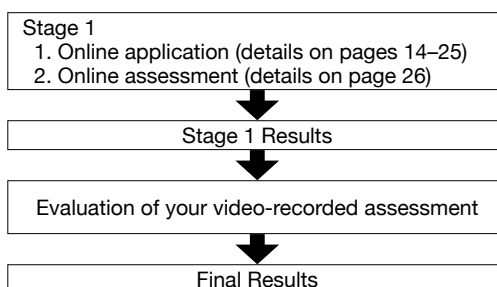 Stage 1
1. Online application (details on pages 14–25)
2. Online assessment (details on page 26)
Stage 1 Results
Evaluation of your video-recorded assessment
Final Results